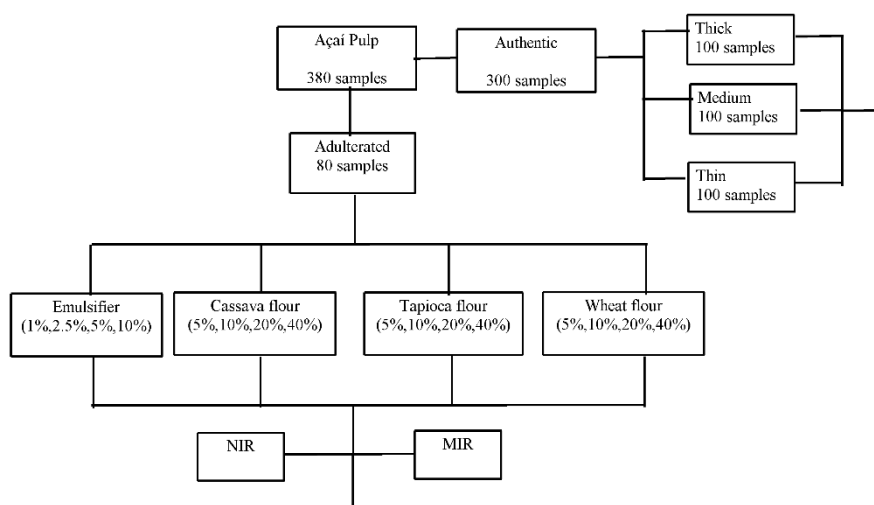 Açaí Pulp
380 samples
Authentic
300 samples
Thick
100 samples
Medium
100 samples
Thin
100 samples
Adulterated
80 samples
Emulsifier
(1%,2.5%,5%,10%)
Cassava flour
(5%,10%,20%,40%)
Tapioca flour
(5%,10%,20%,40%)
Wheat flour
(5%,10%,20%,40%)
NIR
MIR